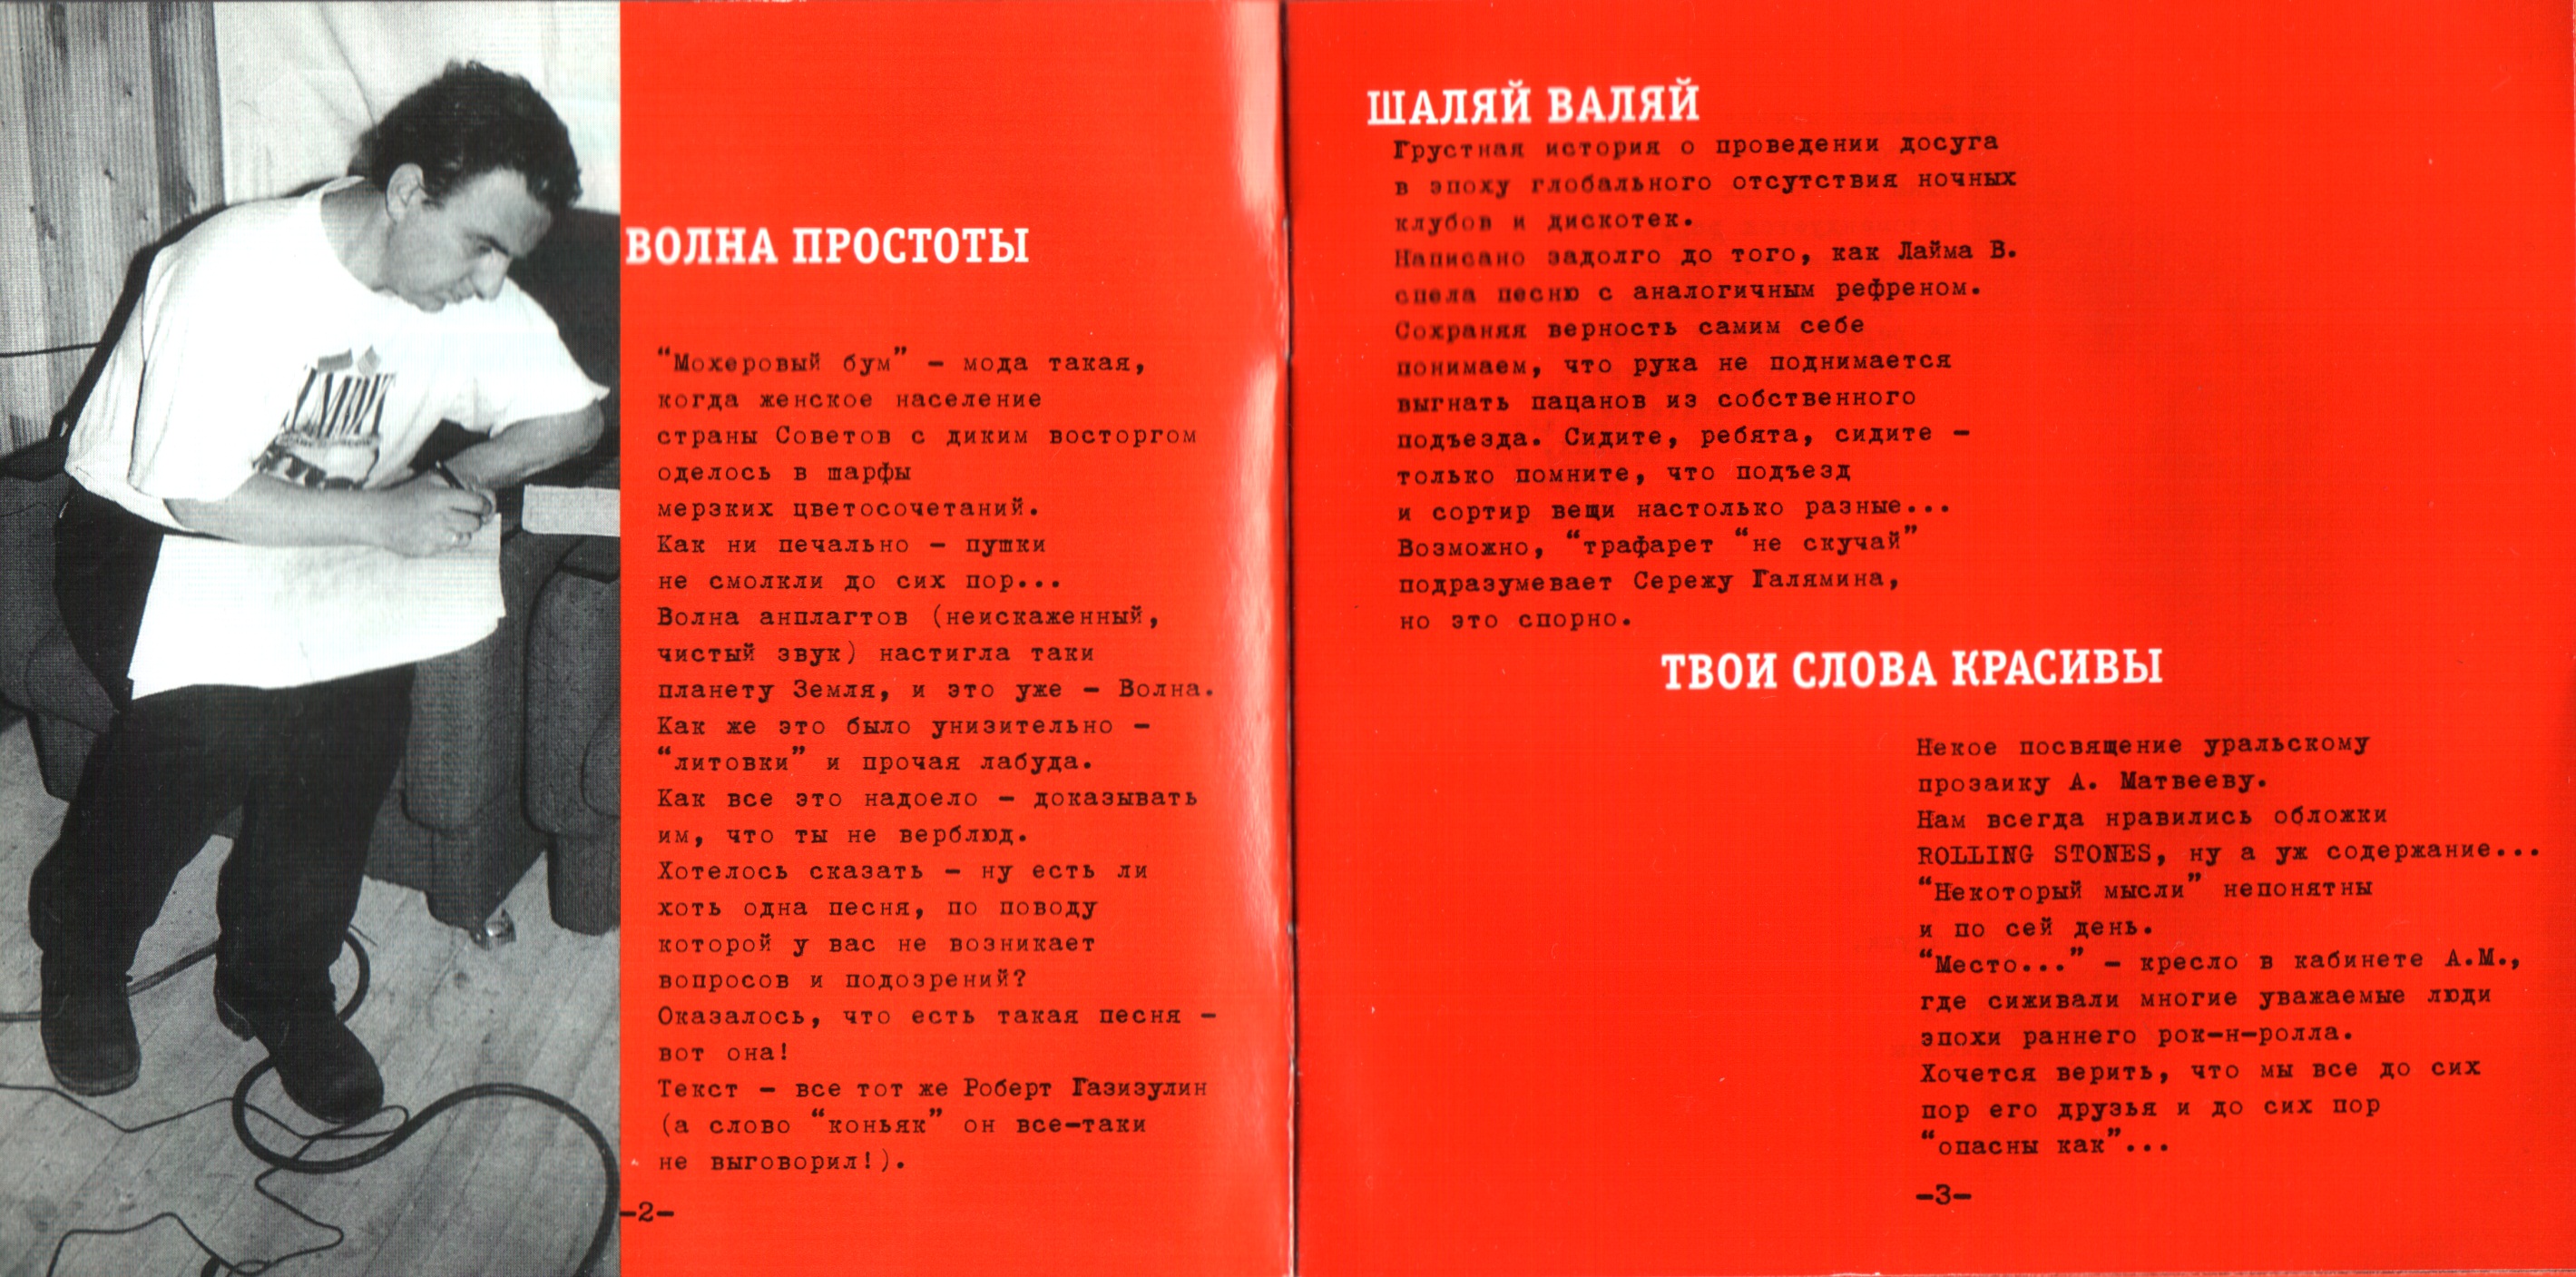 ВОЛНА ПРОСТОТЫ
“Мохеровый бум” – мода такая,
когда женское население
страны Советов с диким восторгом
оделось в шарфы
мерзких цветосочетаний.
Как ни печально – пушки
не смолкли до сих пор...
Волна анплагтов (неискаженный,
чистый звук) настигла таки
планету Земля, и это уже – Волна.
Как же это было унизительно –
“литовки” и прочая лабуда.
Как все это надоело – доказывать
им, что ты не верблюд.
Хотелось сказать – ну есть ли
хоть одна песня, по поводу
которой у вас не возникает
вопросов и подозрений?
Оказалось, что есть такая песня –
вот она!
Текст – все тот же Роберт Газизулин
(а слово “коньяк” он все-таки
не выговорил!).
-2-
ШАЛЯЙ ВАЛЯЙ
Грустная история о проведении досуга
в эпоху глобального отсутствия ночных
клубов и дискотек.
Написано задолго до того, как Лайма В.
спела песню с аналогичным рефреном.
Сохраняя верность самим себе
понимаем, что рука не поднимается
выгнать пацанов из собственного
подъезда. Сидите, ребята, сидите –
только помните, что подъезд
и сортир вещи настолько разные...
Возможно, “трафарет “не скучай”
подразумевает Сережу Галямина,
но это спорно.
ТВОИ СЛОВА КРАСИВЫ
Некое посвящение уральскому
прозаику А. Матвееву.
Нам всегда нравились обложки
ROLLING STONES, ну а уж содержание...
“Некоторый мысли” непонятны
и по сей день.
“Место...” – кресло в кабинете А.М.,
где сиживали многие уважаемые люди
эпохи раннего рок-н-ролла.
Хочется верить, что мы все до сих
пор его друзья и до сих пор
“опасны как”...
-3-